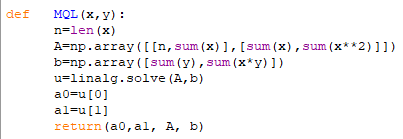 def   MQL(x,y):
      n=len(x)
      A=np.array([[n,sum(x)],[sum(x),sum(x**2)]])
      b=np.array([sum(y),sum(x*y)])
      u=linalg.solve(A,b)
      a0=u[0]
      a1=u[1]
      return(a0,a1, A, b)